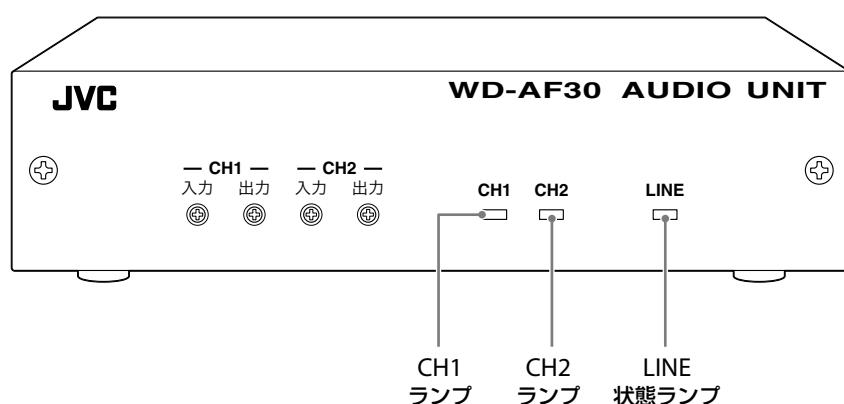 JVC
WD-AF30 AUDIO UNIT
CH1 CH2
入力 出力 入力 出力
CH1 CH2 LINE
CH1 CH2 LINE
ランプ ランプ 状態ランプ